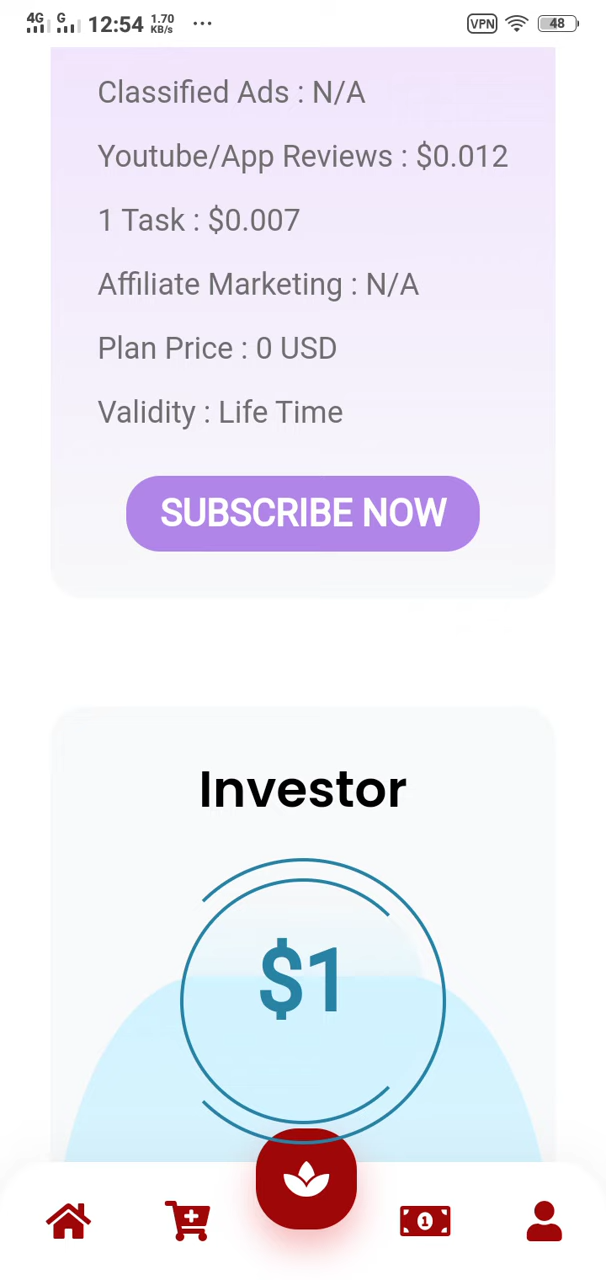 4G G 12:54 1.70 KB/s ... VPN 48
Classified Ads : N/A
Youtube/App Reviews : $0.012
1 Task : $0.007
Affiliate Marketing : N/A
Plan Price : 0 USD
Validity : Life Time
SUBSCRIBE NOW
Investor
$1
1